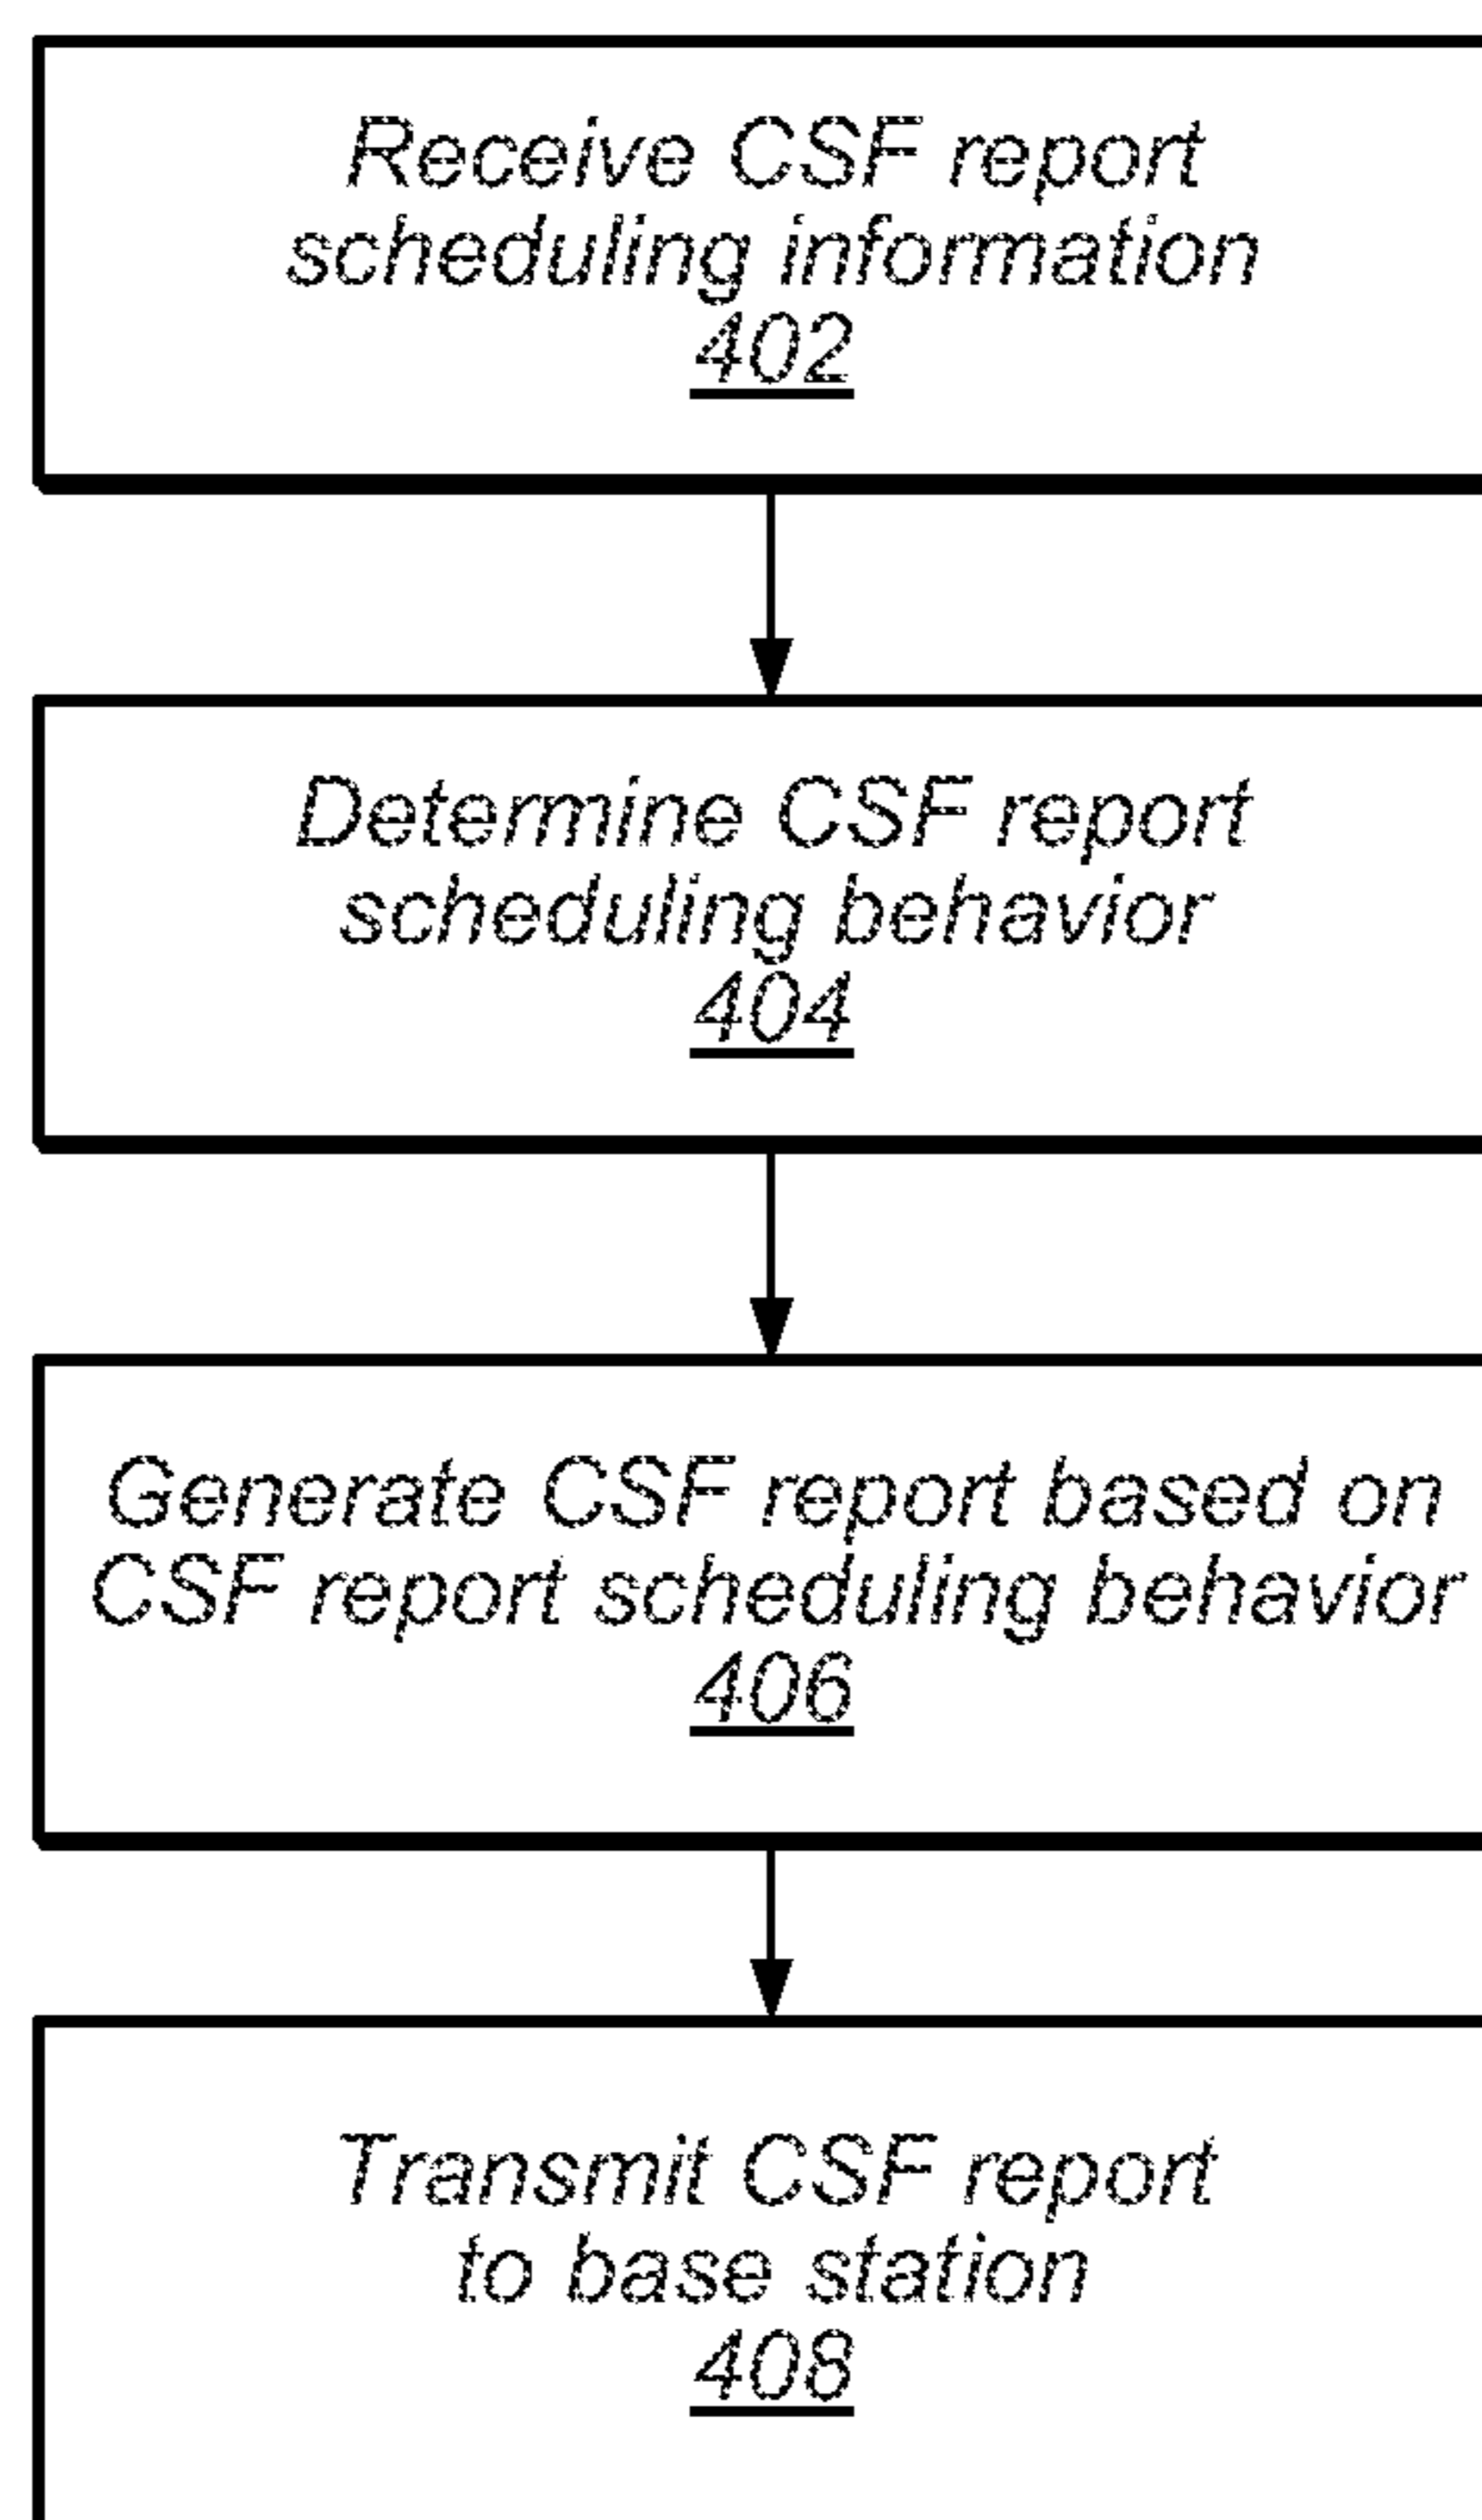 Receive CSF report
scheduling information
402
Determine CSF report
scheduling behavior
404
Generate CSF report based on
CSF report scheduling behavior
406
Transmit CSF report
to base station
408